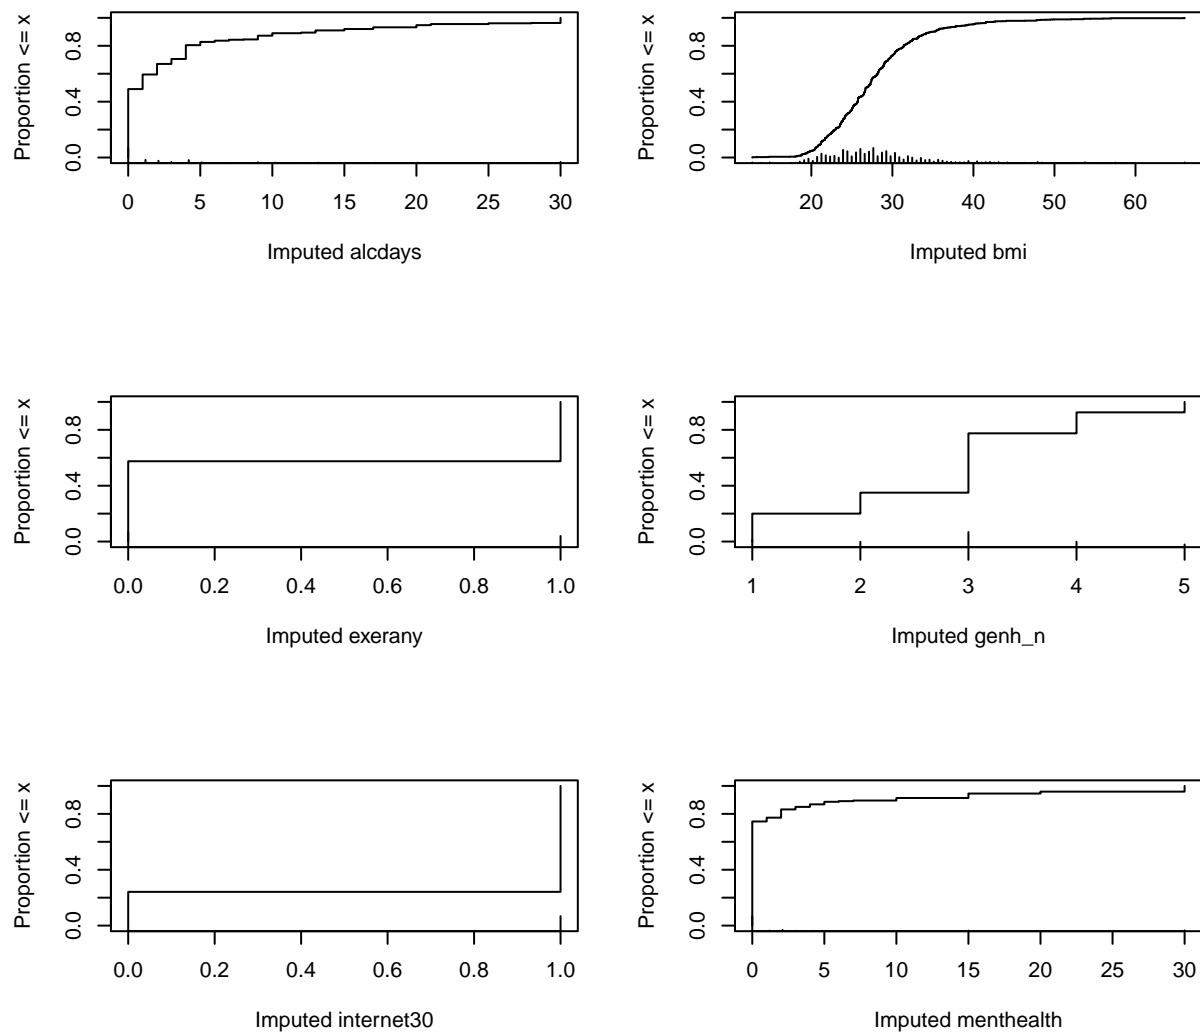 Proportion <= x
0.0 0.4 0.8
0 5 10 15 20 25 30
Imputed alcdays
Proportion <= x
0.0 0.4 0.8
20 30 40 50 60
Imputed bmi
Proportion <= x
0.0 0.4 0.8
0.0 0.2 0.4 0.6 0.8 1.0
Imputed exerany
Proportion <= x
0.0 0.4 0.8
1 2 3 4 5
Imputed genh_n
Proportion <= x
0.0 0.4 0.8
0.0 0.2 0.4 0.6 0.8 1.0
Imputed internet30
Proportion <= x
0.0 0.4 0.8
0 5 10 15 20 25 30
Imputed menthealth